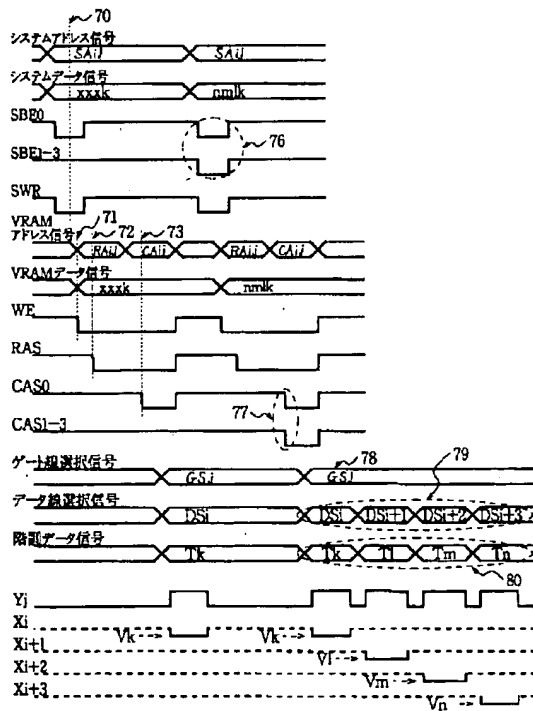 70
システムアドレス信号
SAij SAij
システムデータ信号
xxxk nmlk
SBE0
76
SBE1-3
SWR
71
VRAM
72 73
アドレス信号
RAij CAij RAij CAij
VRAMデータ信号
xxxk nmlk
WE
RAS
CAS0
77
CAS1-3
78
ゲート線選択信号
79
GSj GSj
データ線選択信号
DSi DSi DSi+1 DSi+2 DSi+3
階調データ信号
Tk Tk Tl Tm Tn
80
Yj
Xi
Vk Vk
Xi+1
Vl
Xi+2
Vm
Xi+3
Vn